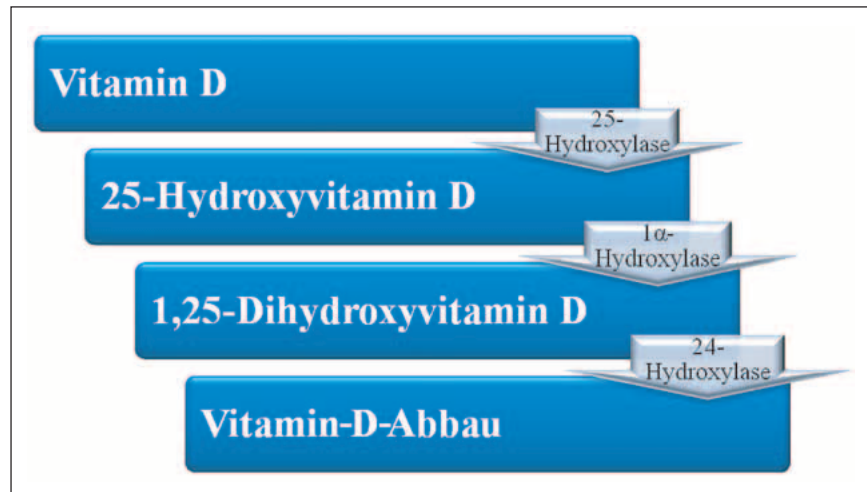 Vitamin D
25-
Hydroxylase
25-Hydroxyvitamin D
1α-
Hydroxylase
1,25-Dihydroxyvitamin D
24-
Hydroxylase
Vitamin-D-Abbau